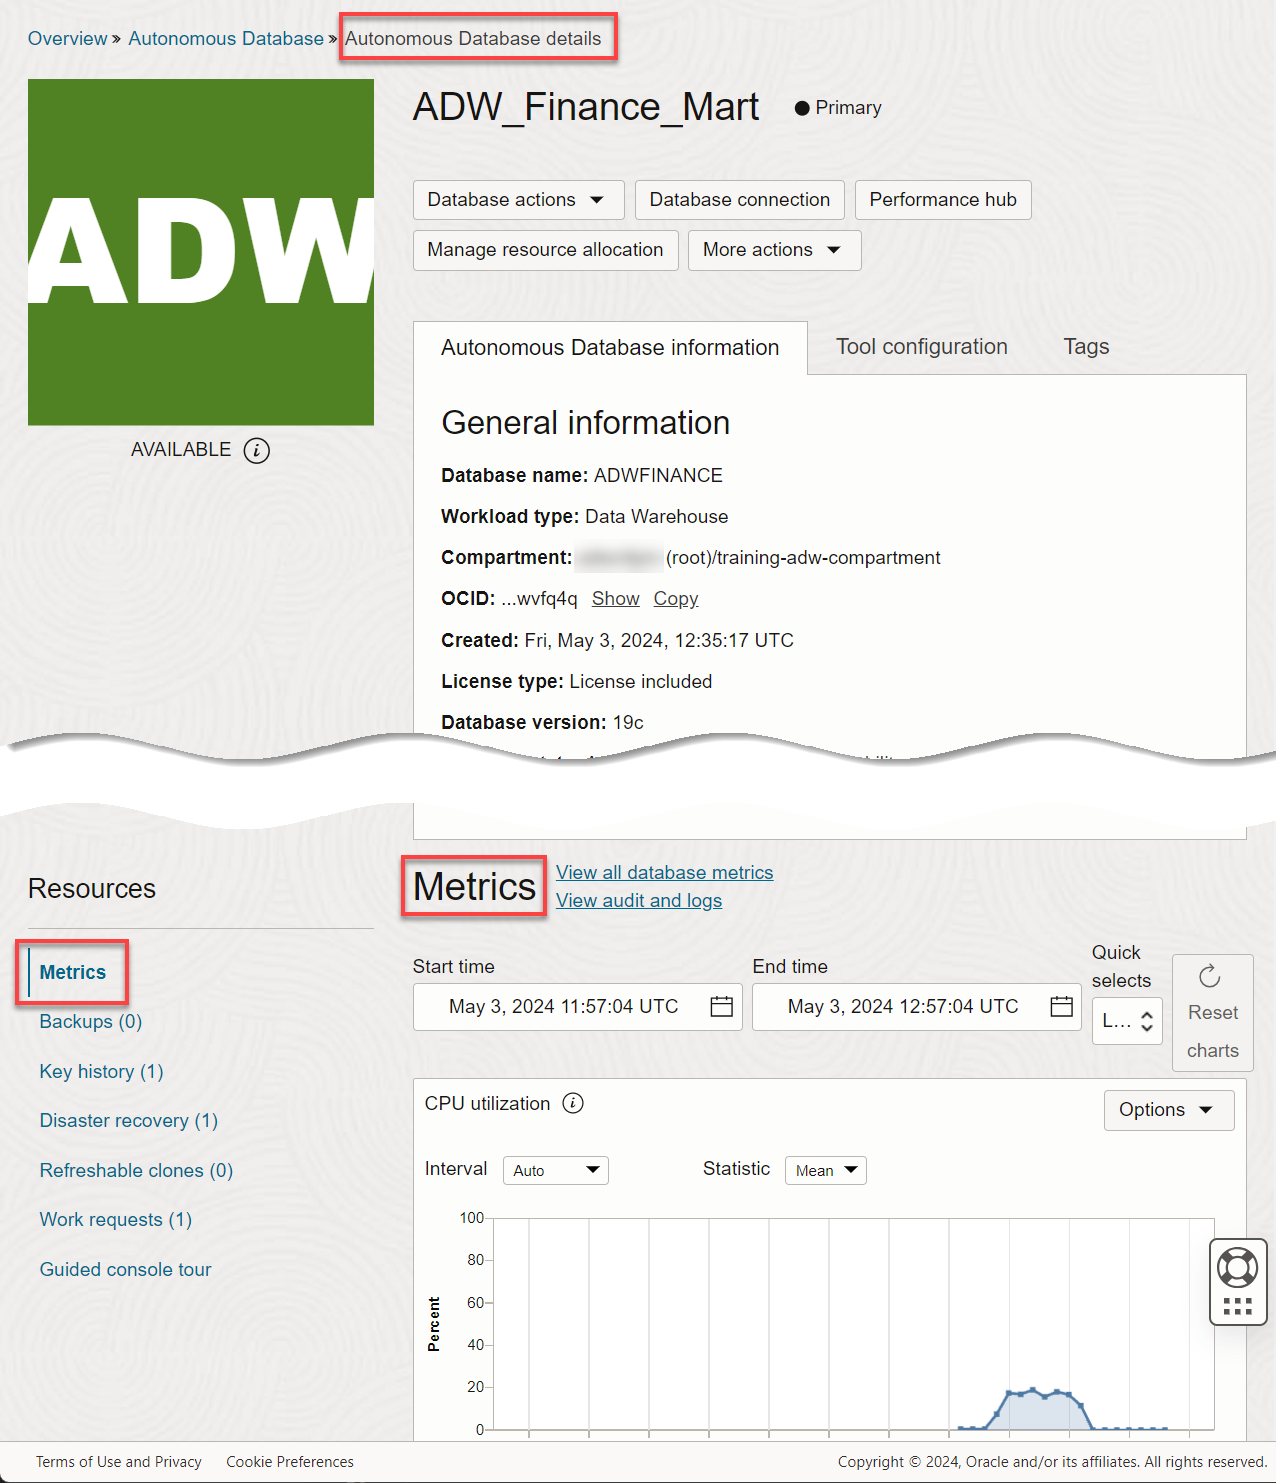 Overview » Autonomous Database » Autonomous Database details
ADW
AVAILABLE
ADW_Finance_Mart
Primary
Database actions
Database connection
Performance hub
Manage resource allocation
More actions
Autonomous Database information
Tool configuration
Tags
General information
Database name: ADWFINANCE
Workload type: Data Warehouse
Compartment: (root)/training-adw-compartment
OCID: ...wvfq4q Show Copy
Created: Fri, May 3, 2024, 12:35:17 UTC
License type: License included
Database version: 19c
Resources
Metrics
Backups (0)
Key history (1)
Disaster recovery (1)
Refreshable clones (0)
Work requests (1)
Guided console tour
Metrics
View all database metrics
View audit and logs
Start time
May 3, 2024 11:57:04 UTC
End time
May 3, 2024 12:57:04 UTC
Quick
selects
L...
Reset
charts
CPU utilization
Options
Interval
Auto
Statistic
Mean
Percent
100
80
60
40
20
0
Terms of Use and Privacy
Cookie Preferences
Copyright © 2024, Oracle and/or its affiliates. All rights reserved.